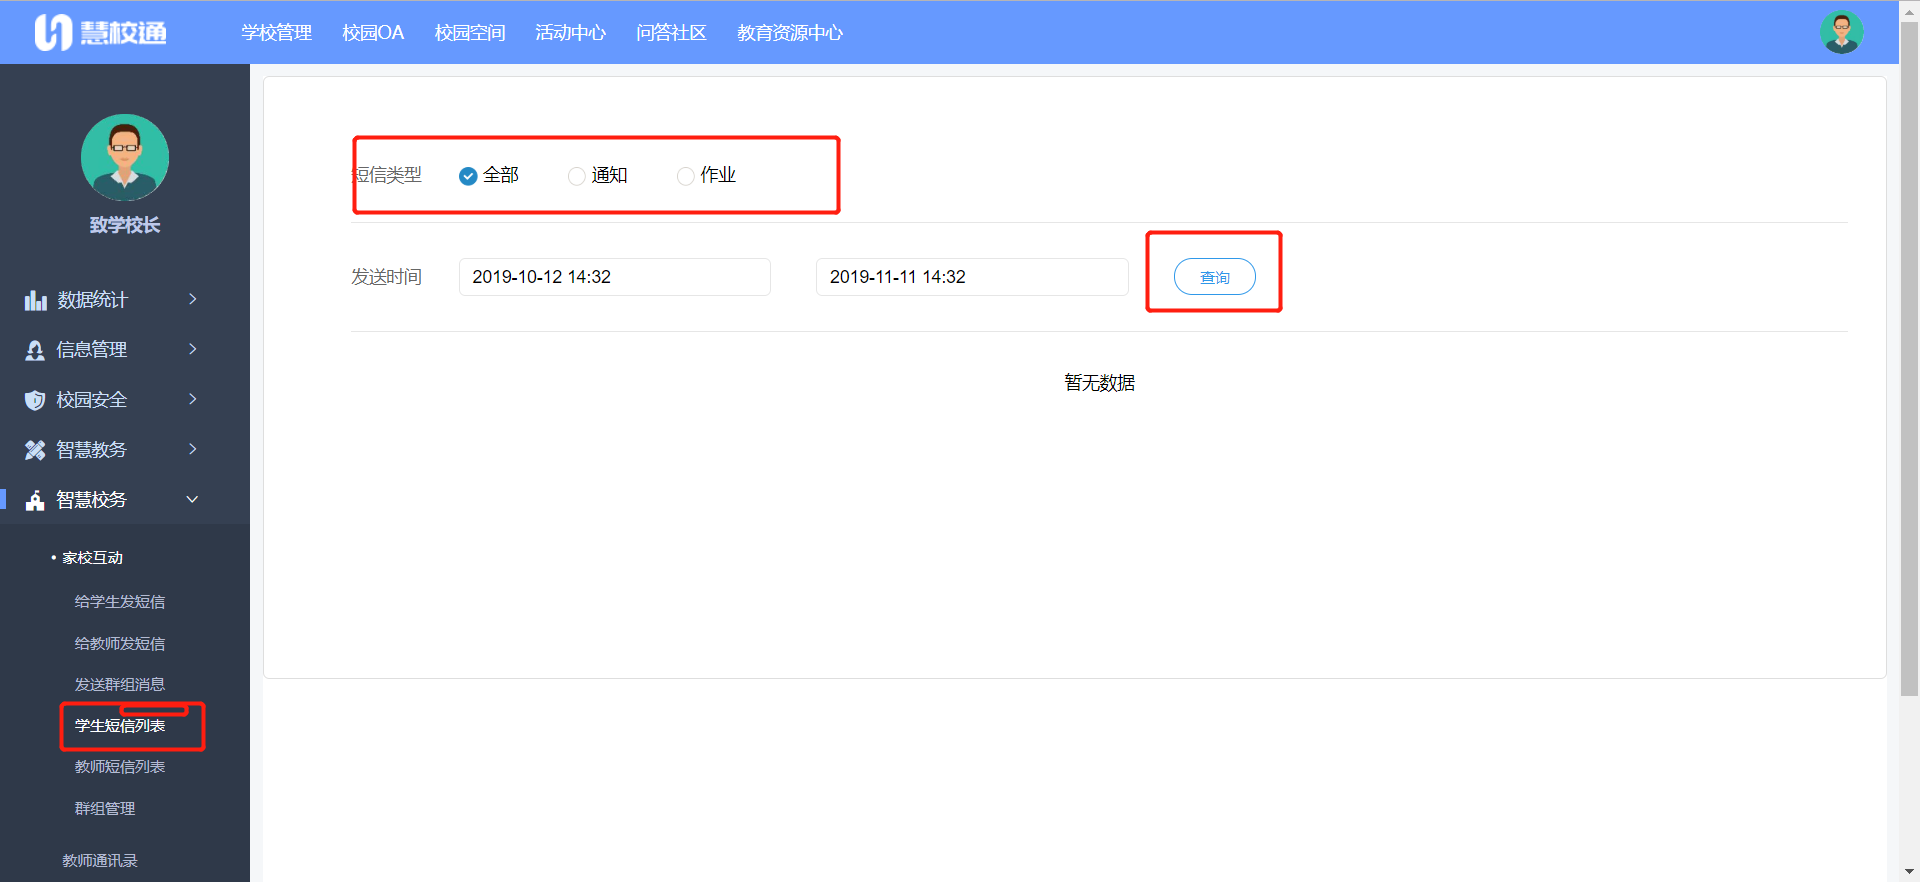 慧校通
学校管理 校园OA 校园空间 活动中心 问答社区 教育资源中心
致学校长
数据统计
信息管理
校园安全
智慧教务
智慧校务
• 家校互动
给学生发短信
给教师发短信
发送群组消息
学生短信列表
教师短信列表
群组管理
教师通讯录
短信类型 全部 通知 作业
发送时间 2019-10-12 14:32 2019-11-11 14:32 查询
暂无数据